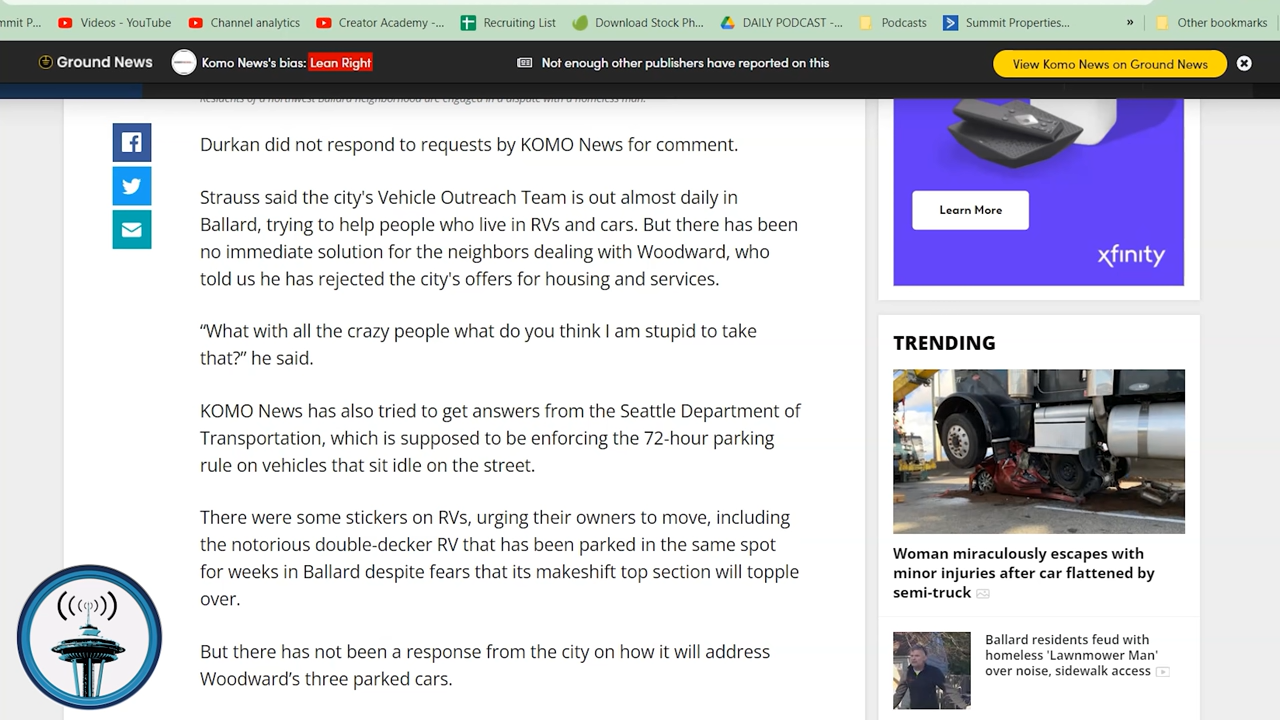 mmit P...
Videos - YouTube
Channel analytics
Creator Academy -...
Recruiting List
Download Stock Ph...
DAILY PODCAST -...
Podcasts
Summit Properties...
»
Other bookmarks
Ground News
Komo News's bias: Lean Right
Not enough other publishers have reported on this
View Komo News on Ground News
Residents of a northwest Ballard neighborhood are engaged in a dispute with a homeless man.
Durkan did not respond to requests by KOMO News for comment.
Strauss said the city's Vehicle Outreach Team is out almost daily in
Ballard, trying to help people who live in RVs and cars. But there has been
no immediate solution for the neighbors dealing with Woodward, who
told us he has rejected the city's offers for housing and services.
“What with all the crazy people what do you think I am stupid to take
that?” he said.
KOMO News has also tried to get answers from the Seattle Department of
Transportation, which is supposed to be enforcing the 72-hour parking
rule on vehicles that sit idle on the street.
There were some stickers on RVs, urging their owners to move, including
the notorious double-decker RV that has been parked in the same spot
for weeks in Ballard despite fears that its makeshift top section will topple
over.
But there has not been a response from the city on how it will address
Woodward’s three parked cars.
Learn More
xfinity
TRENDING
Woman miraculously escapes with
minor injuries after car flattened by
semi-truck
Ballard residents feud with
homeless 'Lawnmower Man'
over noise, sidewalk access